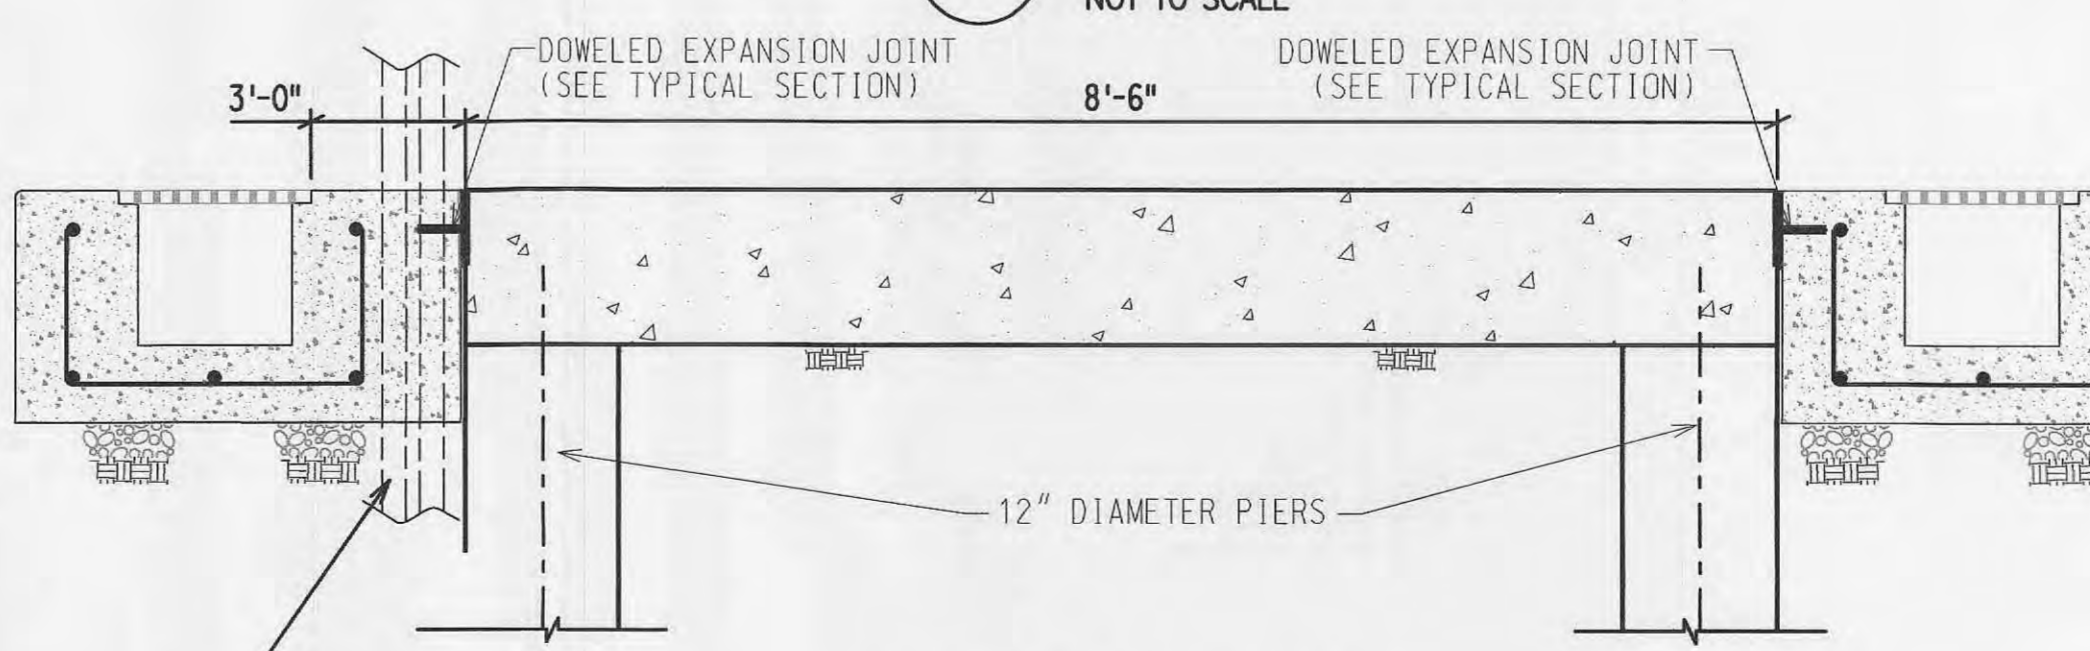 NOT TO SCALE
DOWELED EXPANSION JOINT
(SEE TYPICAL SECTION)
DOWELED EXPANSION JOINT
(SEE TYPICAL SECTION)
3'-0"
8'-6"
12" DIAMETER PIERS